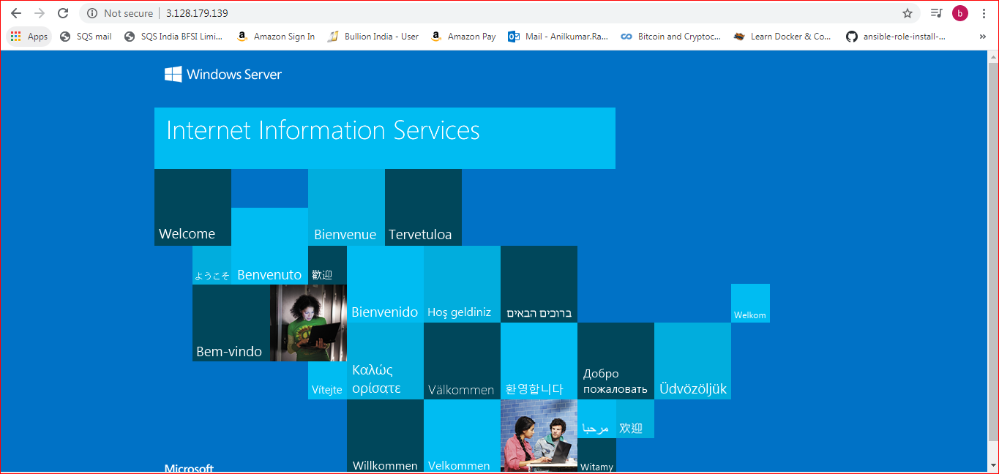 Not secure | 3.128.179.139
b
Apps SQS mail SQS India BFSI Limi... Amazon Sign In Bullion India - User Amazon Pay Mail - Anilkumar.Ra... Bitcoin and Cryptoc... Learn Docker & Co... ansible-role-install-... »
Windows Server
Internet Information Services
Welcome
Bienvenue
Tervetuloa
ようこそ
Benvenuto
歡迎
Bienvenido
Hoş geldiniz
ברוכים הבאים
Welkom
Bem-vindo
Vítejte
Καλώς
ορίσατε
Välkommen
환영합니다
Добро
пожаловать
Üdvözöljük
مرحبا
欢迎
Willkommen
Velkommen
Witamy
Microsoft